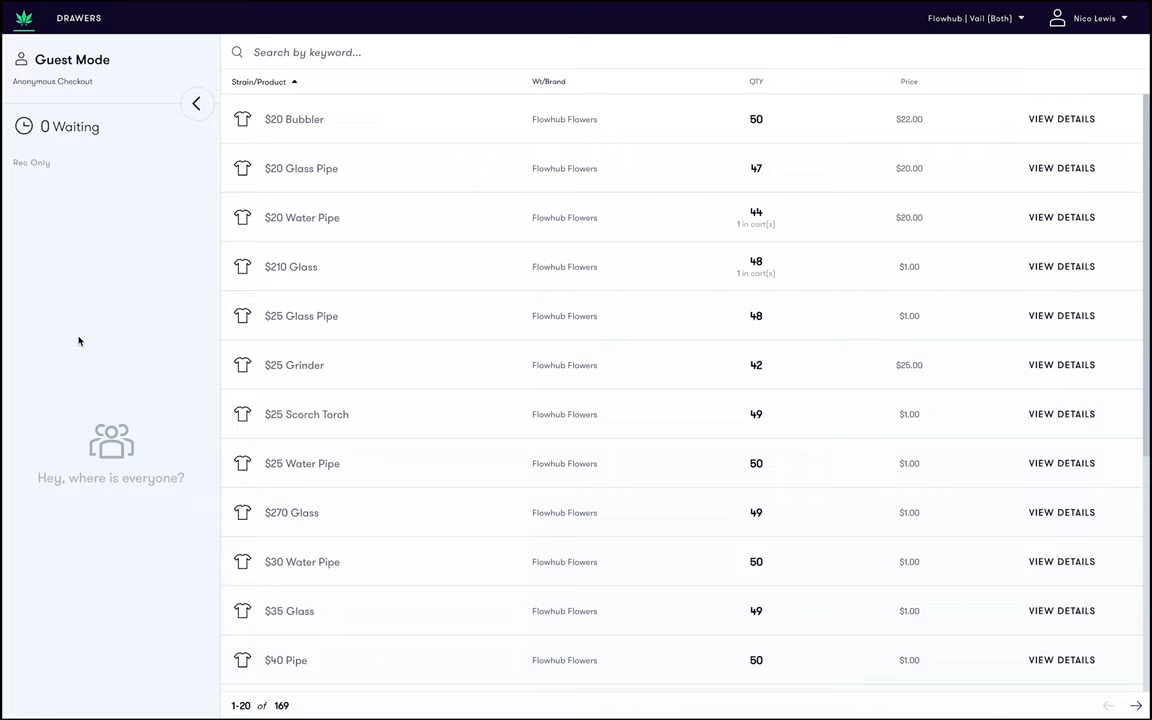 DRAWERS
Flowhub | Vail (Both)
Nico Lewis
Guest Mode
Anonymous Checkout
0 Waiting
Rec Only
Hey, where is everyone?
Search by keyword...
Strain/Product Wt/Brand QTY Price
$20 Bubbler Flowhub Flowers 50 $22.00 VIEW DETAILS
$20 Glass Pipe Flowhub Flowers 47 $20.00 VIEW DETAILS
$20 Water Pipe Flowhub Flowers 44 $20.00 VIEW DETAILS
1 in cart(s)
$210 Glass Flowhub Flowers 48 $1.00 VIEW DETAILS
1 in cart(s)
$25 Glass Pipe Flowhub Flowers 48 $1.00 VIEW DETAILS
$25 Grinder Flowhub Flowers 42 $25.00 VIEW DETAILS
$25 Scorch Torch Flowhub Flowers 49 $1.00 VIEW DETAILS
$25 Water Pipe Flowhub Flowers 50 $1.00 VIEW DETAILS
$270 Glass Flowhub Flowers 49 $1.00 VIEW DETAILS
$30 Water Pipe Flowhub Flowers 50 $1.00 VIEW DETAILS
$35 Glass Flowhub Flowers 49 $1.00 VIEW DETAILS
$40 Pipe Flowhub Flowers 50 $1.00 VIEW DETAILS
1-20 of 169